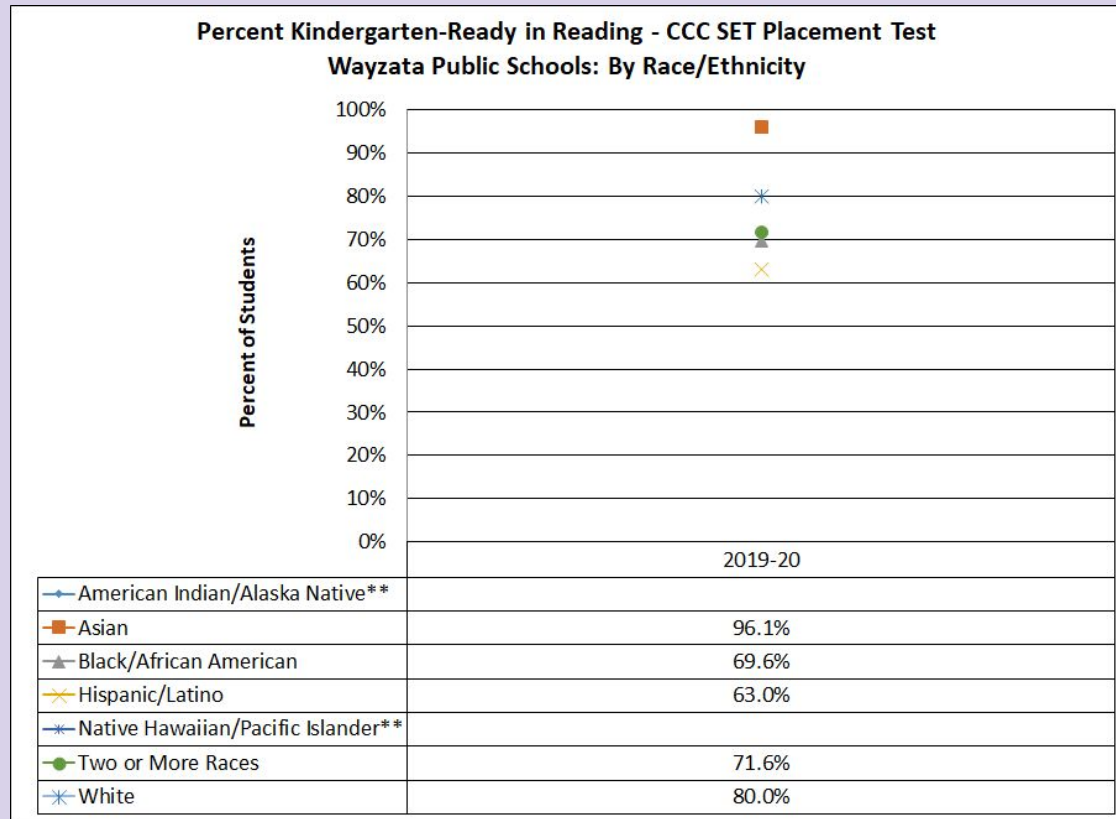 Percent Kindergarten-Ready in Reading - CCC SET Placement Test
Wayzata Public Schools: By Race/Ethnicity
100%
90%
80%
70%
60%
50%
40%
30%
20%
10%
0%
Percent of Students
2019-20
American Indian/Alaska Native**
Asian 96.1%
Black/African American 69.6%
Hispanic/Latino 63.0%
Native Hawaiian/Pacific Islander**
Two or More Races 71.6%
White 80.0%